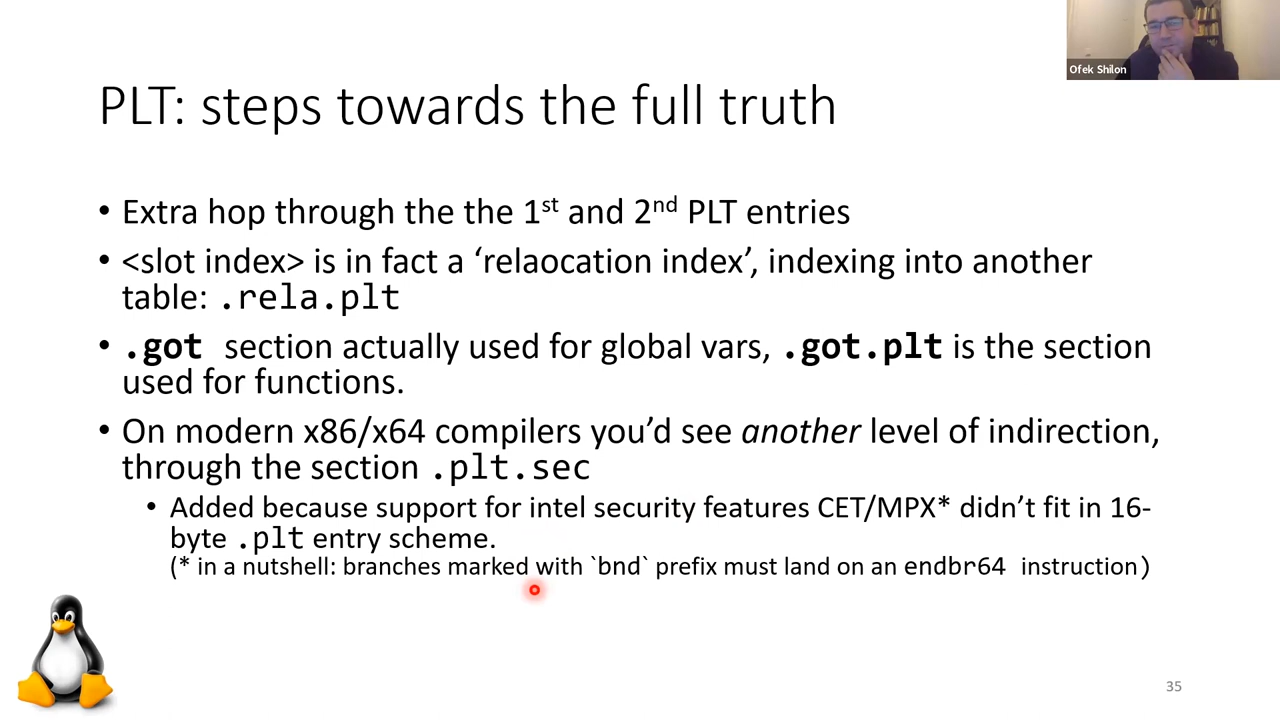 Ofek Shilon
PLT: steps towards the full truth
• Extra hop through the the 1st and 2nd PLT entries
• <slot index> is in fact a ‘relaocation index’, indexing into another
table: .rela.plt
• .got section actually used for global vars, .got.plt is the section
used for functions.
• On modern x86/x64 compilers you’d see another level of indirection,
through the section .plt.sec
• Added because support for intel security features CET/MPX* didn’t fit in 16-
byte .plt entry scheme.
(* in a nutshell: branches marked with `bnd` prefix must land on an endbr64 instruction)
35